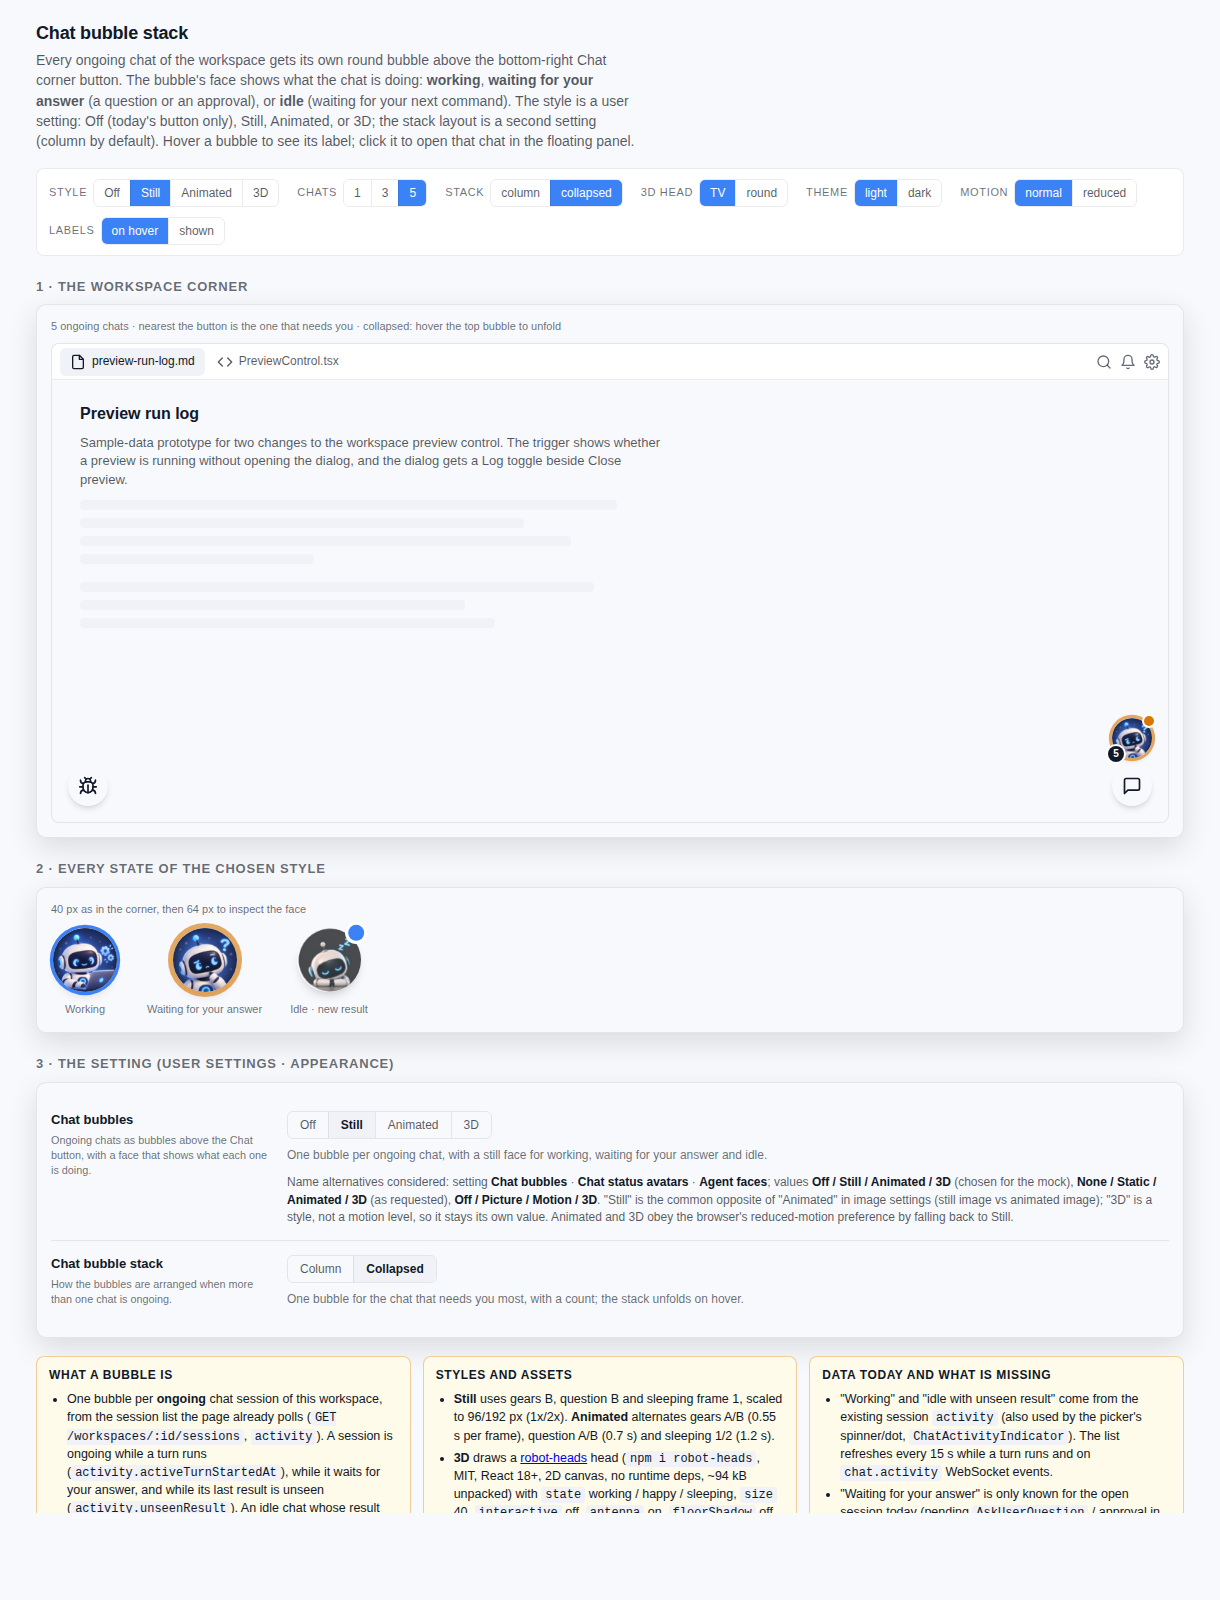 Chat bubble stack
Every ongoing chat of the workspace gets its own round bubble above the bottom-right Chat
corner button. The bubble's face shows what the chat is doing: working, waiting for your
answer (a question or an approval), or idle (waiting for your next command). The style is a user
setting: Off (today's button only), Still, Animated, or 3D; the stack layout is a second setting
(column by default). Hover a bubble to see its label; click it to open that chat in the floating panel.
STYLE Off Still Animated 3D CHATS 1 3 5 STACK column collapsed 3D HEAD TV round THEME light dark MOTION normal reduced
LABELS on hover shown
1 · THE WORKSPACE CORNER
5 ongoing chats · nearest the button is the one that needs you · collapsed: hover the top bubble to unfold
preview-run-log.md PreviewControl.tsx
Preview run log
Sample-data prototype for two changes to the workspace preview control. The trigger shows whether
a preview is running without opening the dialog, and the dialog gets a Log toggle beside Close
preview.
5
2 · EVERY STATE OF THE CHOSEN STYLE
40 px as in the corner, then 64 px to inspect the face
Working Waiting for your answer Idle · new result
3 · THE SETTING (USER SETTINGS · APPEARANCE)
Chat bubbles
Ongoing chats as bubbles above the Chat
button, with a face that shows what each one
is doing.
Off Still Animated 3D
One bubble per ongoing chat, with a still face for working, waiting for your answer and idle.
Name alternatives considered: setting Chat bubbles · Chat status avatars · Agent faces; values Off / Still / Animated / 3D (chosen for the mock), None / Static /
Animated / 3D (as requested), Off / Picture / Motion / 3D. "Still" is the common opposite of "Animated" in image settings (still image vs animated image); "3D" is a
style, not a motion level, so it stays its own value. Animated and 3D obey the browser's reduced-motion preference by falling back to Still.
Chat bubble stack
How the bubbles are arranged when more
than one chat is ongoing.
Column Collapsed
One bubble for the chat that needs you most, with a count; the stack unfolds on hover.
WHAT A BUBBLE IS
• One bubble per ongoing chat session of this workspace,
from the session list the page already polls (GET
/workspaces/:id/sessions, activity). A session is
ongoing while a turn runs
(activity.activeTurnStartedAt), while it waits for
your answer, and while its last result is unseen
(activity.unseenResult). An idle chat whose result
STYLES AND ASSETS
• Still uses gears B, question B and sleeping frame 1, scaled
to 96/192 px (1x/2x). Animated alternates gears A/B (0.55
s per frame), question A/B (0.7 s) and sleeping 1/2 (1.2 s).
• 3D draws a robot-heads head (npm i robot-heads,
MIT, React 18+, 2D canvas, no runtime deps, ~94 kB
unpacked) with state working / happy / sleeping, size
40, interactive off, antenna on, floorShadow off
DATA TODAY AND WHAT IS MISSING
• "Working" and "idle with unseen result" come from the
existing session activity (also used by the picker's
spinner/dot, ChatActivityIndicator). The list
refreshes every 15 s while a turn runs and on
chat.activity WebSocket events.
• "Waiting for your answer" is only known for the open
session today (pending AskUserQuestion / approval in